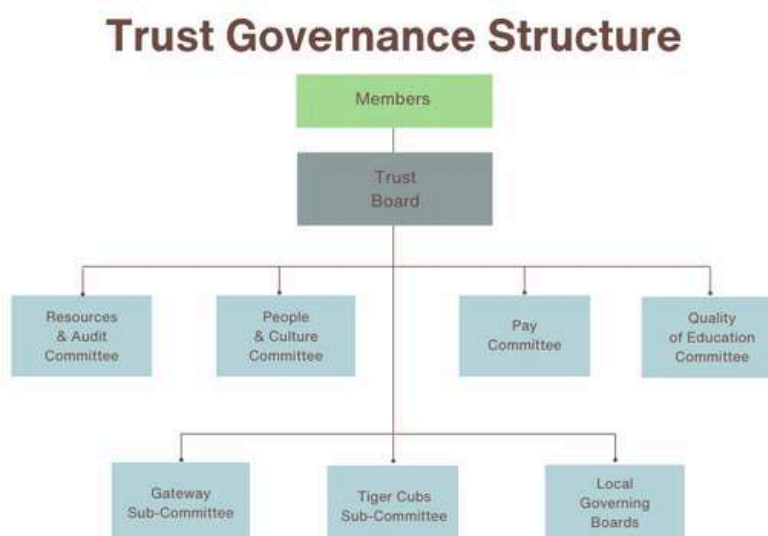 Trust Governance Structure
Members
Trust
Board
Resources
& Audit
Committee
People
& Culture
Committee
Pay
Committee
Quality
of Education
Committee
Gateway
Sub-Committee
Tiger Cubs
Sub-Committee
Local
Governing
Boards